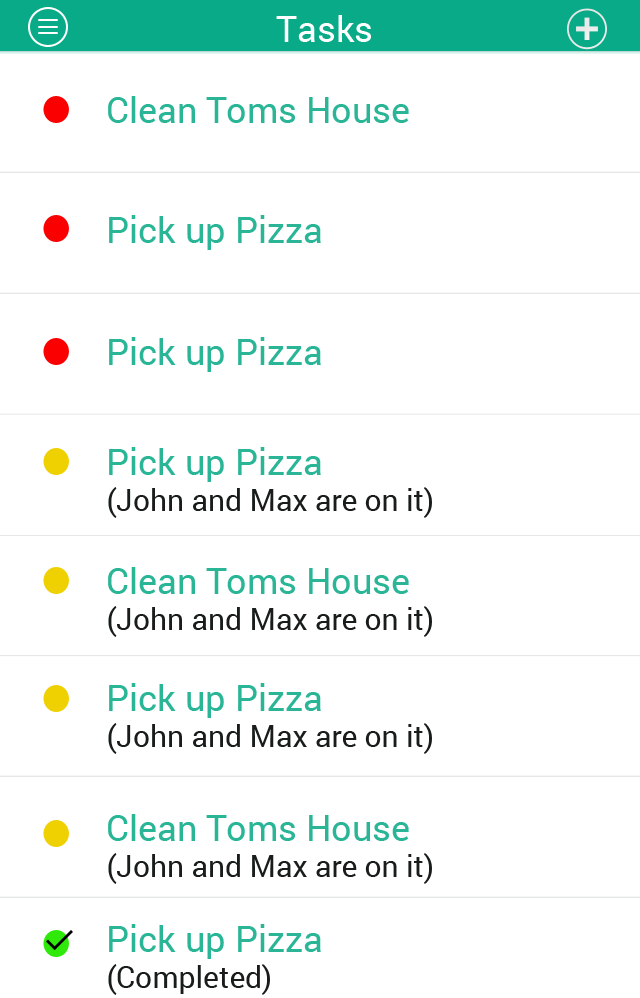 Tasks
Clean Toms House
Pick up Pizza
Pick up Pizza
Pick up Pizza
(John and Max are on it)
Clean Toms House
(John and Max are on it)
Pick up Pizza
(John and Max are on it)
Clean Toms House
(John and Max are on it)
Pick up Pizza
(Completed)